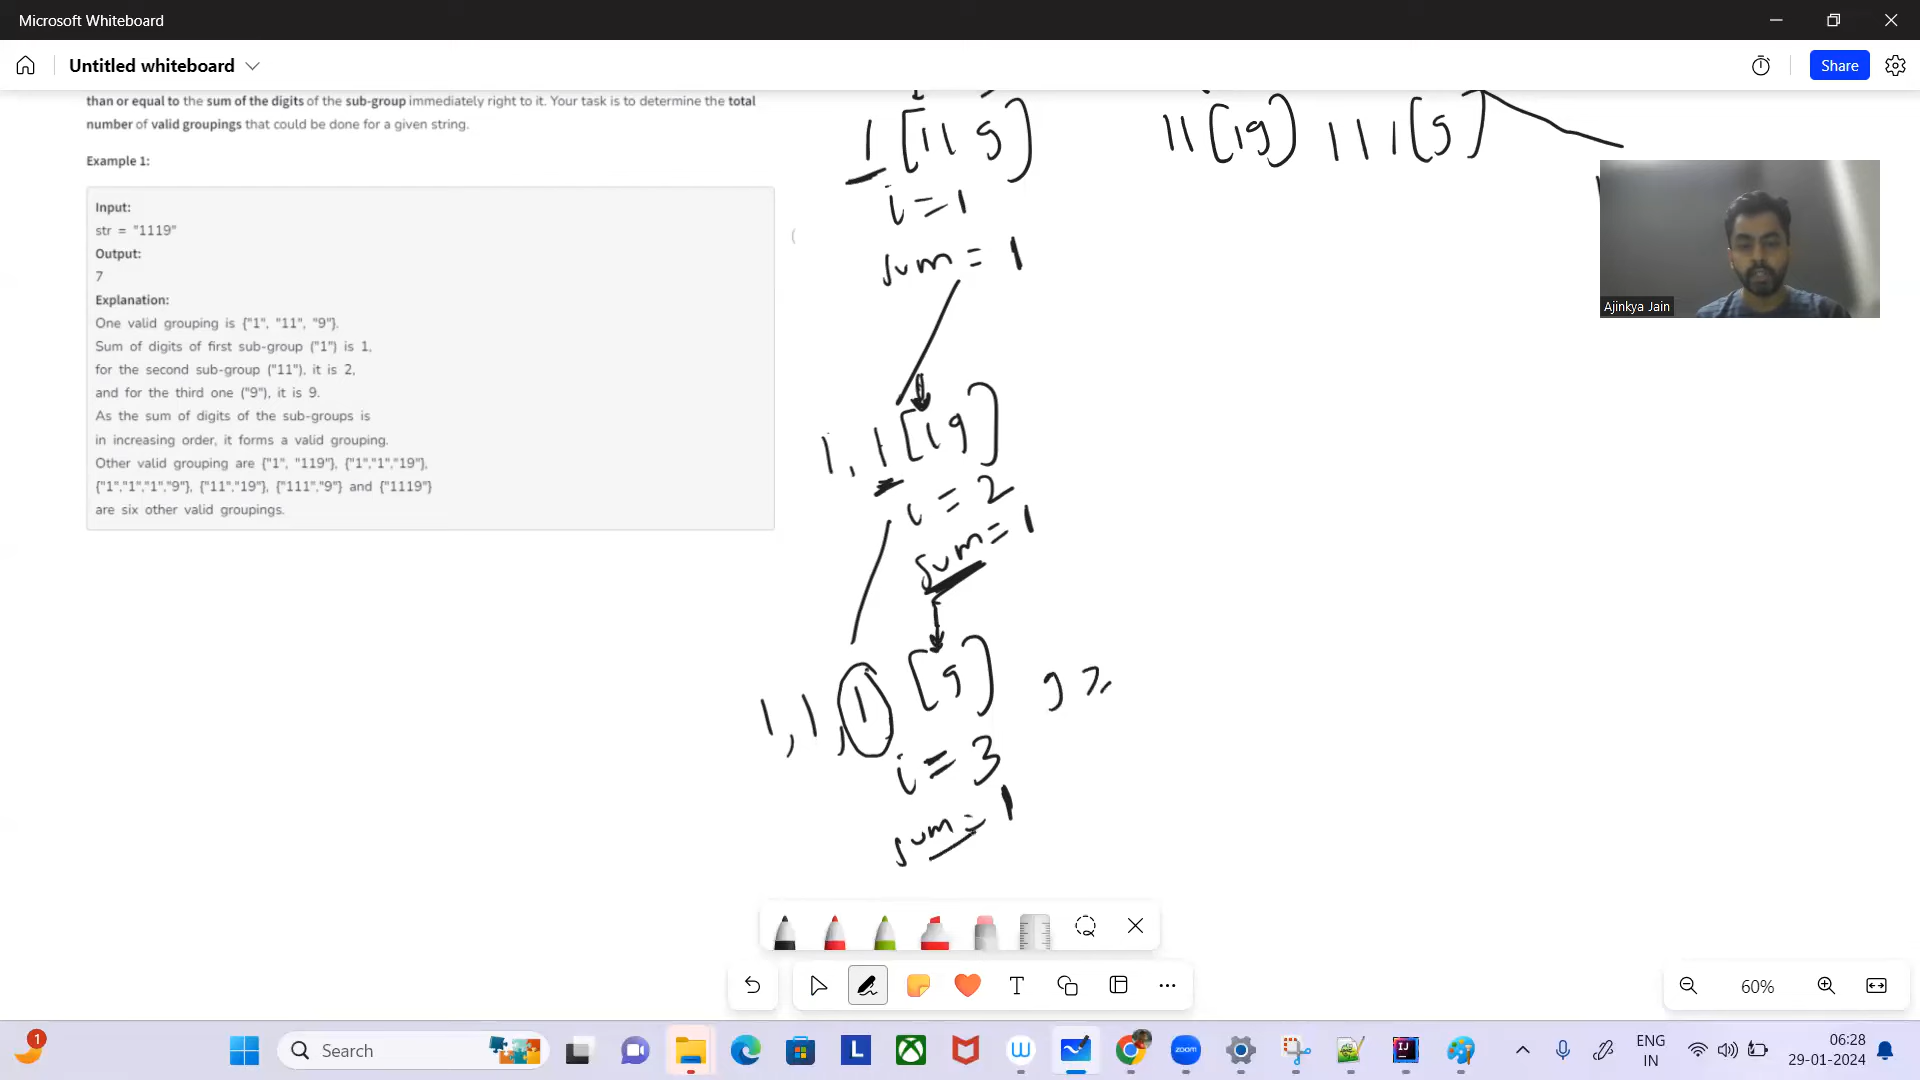 Microsoft Whiteboard
Untitled whiteboard
Share
than or equal to the sum of the digits of the sub-group immediately right to it. Your task is to determine the total
number of valid groupings that could be done for a given string.
Example 1:
Input:
str = "1119"
Output:
7
Explanation:
One valid grouping is {"1", "11", "9"}.
Sum of digits of first sub-group ("1") is 1,
for the second sub-group ("11"), it is 2,
and for the third one ("9"), it is 9.
As the sum of digits of the sub-groups is
in increasing order, it forms a valid grouping.
Other valid grouping are {"1", "119"}, {"1","1","19"},
{"1","1","1","9"}, {"11","19"}, {"111","9"} and {"1119"}
are six other valid groupings.
1 [119]
11 [19]
111 [9]
i = 1
sum = 1
1, 1 [19]
i = 2
sum = 1
1, 1, 1 [9]
9 ≥
i = 3
sum = 1
Ajinkya Jain
60%
1
Search
L
zoom
IJ
ENG
IN
06:28
29-01-2024